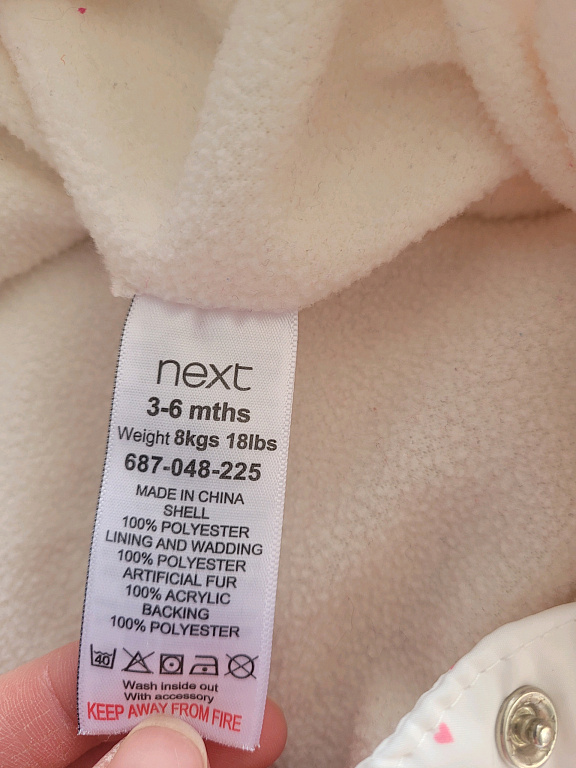 next
3-6 mths
Weight 8kgs 18lbs
687-048-225
MADE IN CHINA
SHELL
100% POLYESTER
LINING AND WADDING
100% POLYESTER
ARTIFICIAL FUR
100% ACRYLIC
BACKING
100% POLYESTER
40
Wash inside out
With accessory
KEEP AWAY FROM FIRE